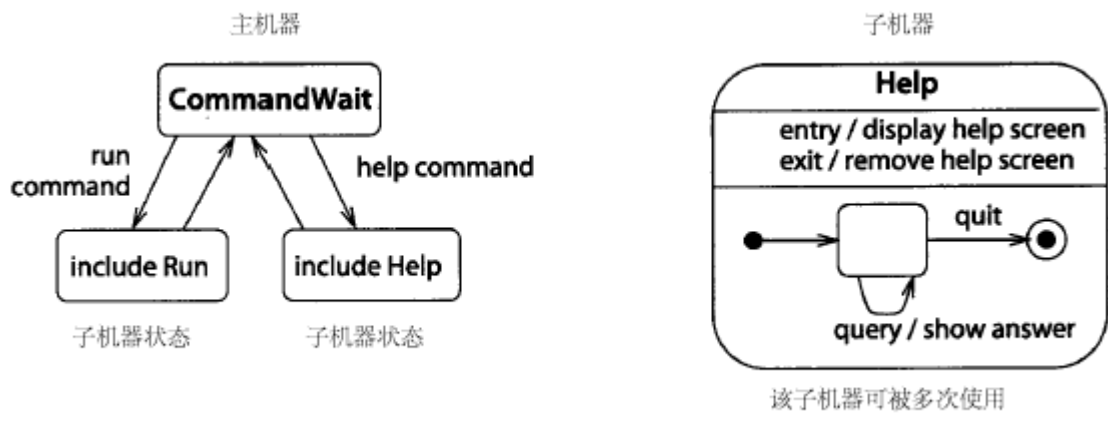 主机器
CommandWait
run
command
help command
include Run
include Help
子机器状态
子机器状态
子机器
Help
entry / display help screen
exit / remove help screen
quit
query / show answer
该子机器可被多次使用